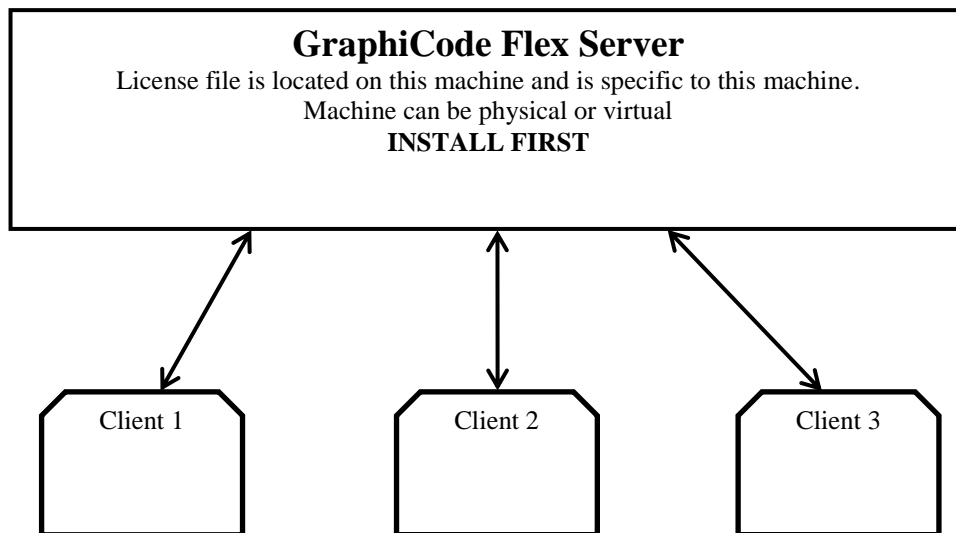 GraphiCode Flex Server
License file is located on this machine and is specific to this machine.
Machine can be physical or virtual
INSTALL FIRST
Client 1
Client 2
Client 3